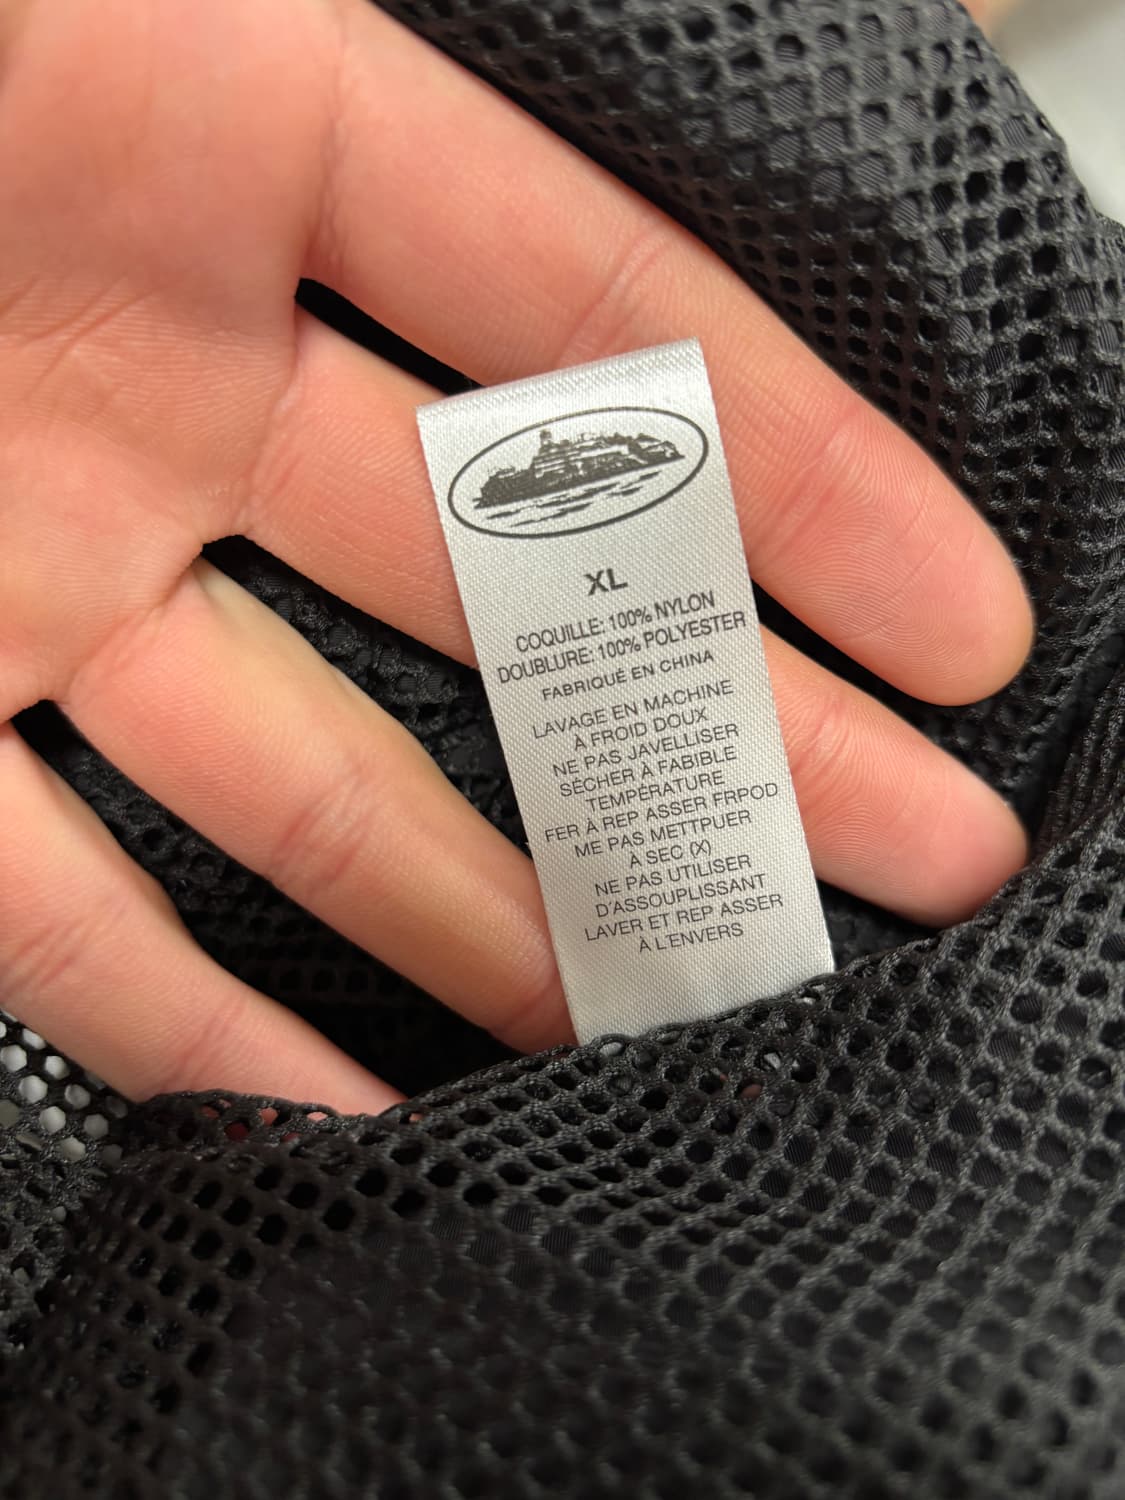 XL
COQUILLE: 100% NYLON
DOUBLURE: 100% POLYESTER
FABRIQUÉ EN CHINA
LAVAGE EN MACHINE
À FROID DOUX
NE PAS JAVELLISER
SÉCHER À FABIBLE
TEMPÉRATURE
FER À REP ASSER FRPOD
ME PAS METTPUER
À SEC (X)
NE PAS UTILISER
D'ASSOUPLISSANT
LAVER ET REP ASSER
À L'ENVERS